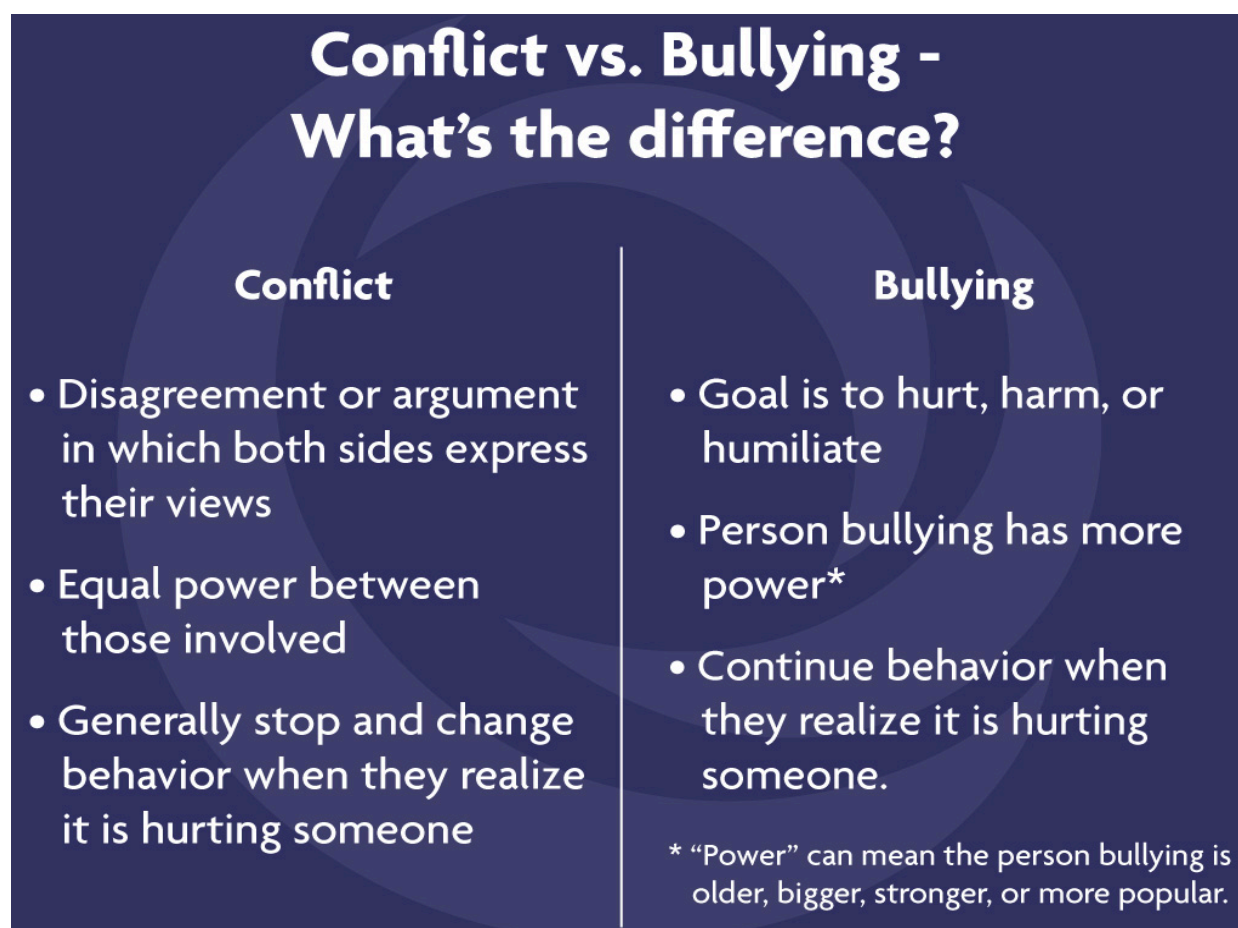 Conflict vs. Bullying -
What's the difference?
Conflict
• Disagreement or argument
in which both sides express
their views
• Equal power between
those involved
• Generally stop and change
behavior when they realize
it is hurting someone
Bullying
• Goal is to hurt, harm, or
humiliate
• Person bullying has more
power*
• Continue behavior when
they realize it is hurting
someone.
* “Power” can mean the person bullying is
older, bigger, stronger, or more popular.